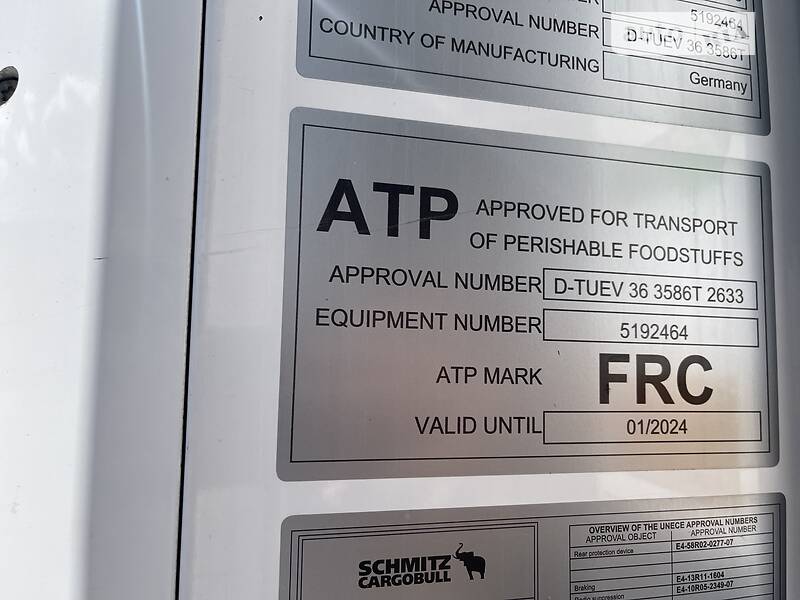 5192464
APPROVAL NUMBER D-TUEV 36 3586T
COUNTRY OF MANUFACTURING Germany
ATP APPROVED FOR TRANSPORT
OF PERISHABLE FOODSTUFFS
APPROVAL NUMBER D-TUEV 36 3586T 2633
EQUIPMENT NUMBER 5192464
ATP MARK FRC
VALID UNTIL 01/2024
SCHMITZ
CARGOBULL
OVERVIEW OF THE UNECE APPROVAL NUMBERS
APPROVAL OBJECT APPROVAL NUMBER
Rear protection device E4-58R02-0277-07
Braking E4-13R11-1604
Radio suppression E4-10R05-2349-07